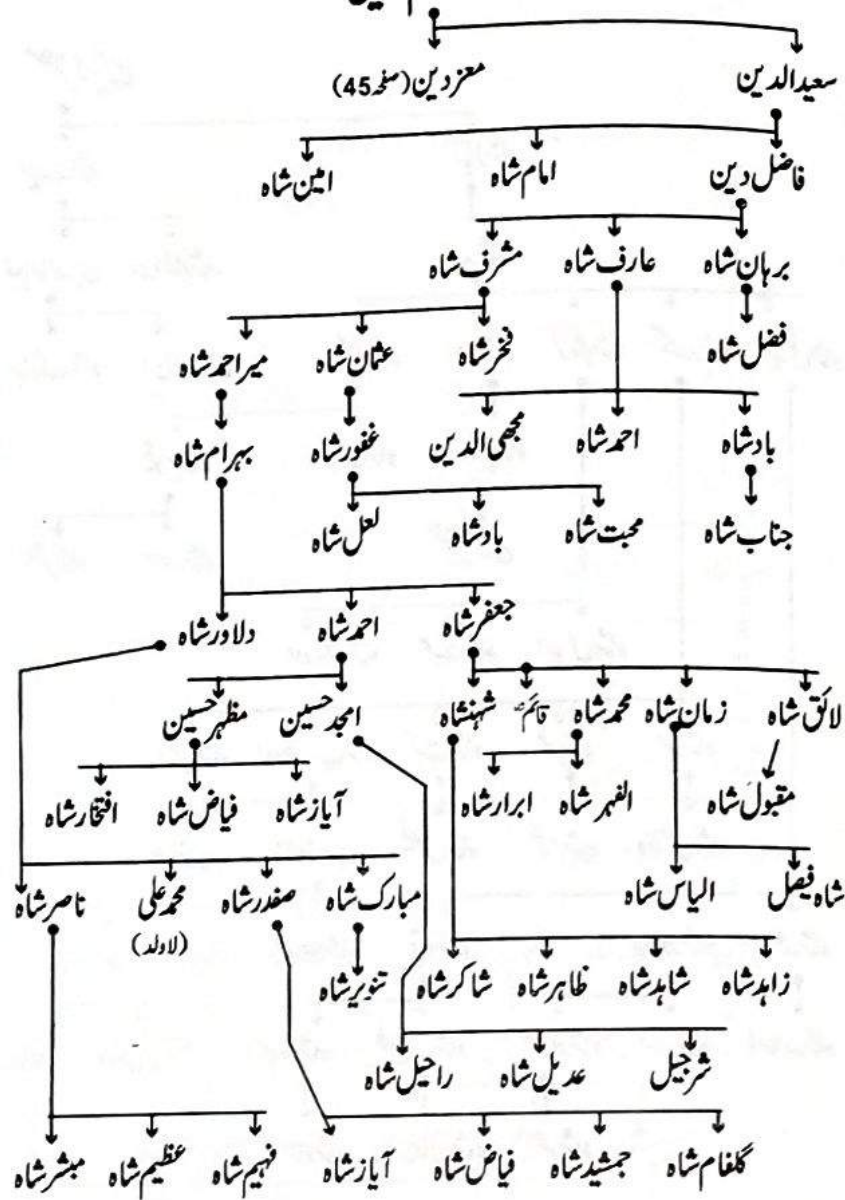 سعیدالدین معزدین (صفحہ 45)
فاضل دین امام شاہ امین شاہ
برہان شاہ عارف شاہ مشرف شاہ
فضل شاہ فخر شاہ عثمان شاہ میر احمد شاہ
بادشاہ احمد شاہ مجھی الدین غفور شاہ بہرام شاہ
جناب شاہ محبت شاہ بادشاہ لعل شاہ
جعفر شاہ احمد شاہ دلاور شاہ
لائق شاہ زمان شاہ محمد شاہ قائم شہنشاہ امجد حسین مظہر حسین
مقبول شاہ الفہر شاہ ابرار شاہ آیاز شاہ فیاض شاہ افتخار شاہ
شاہ فیصل الیاس شاہ مبارک شاہ صفدر شاہ محمد علی ناصر شاہ
(لاولد)
زاہد شاہ شاہد شاہ ظاہر شاہ شاکر شاہ تنویر شاہ
شرجیل عدیل شاہ راحیل شاہ
گلفام شاہ جمشید شاہ فیاض شاہ آیاز شاہ فہیم شاہ عظیم شاہ مبشر شاہ